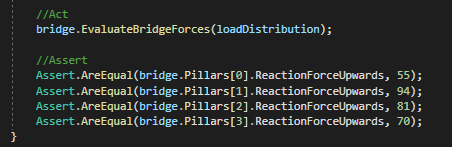 //Act
bridge.EvaluateBridgeForces(loadDistribution);
//Assert
Assert.AreEqual(bridge.Pillars[0].ReactionForceUpwards, 55);
Assert.AreEqual(bridge.Pillars[1].ReactionForceUpwards, 94);
Assert.AreEqual(bridge.Pillars[2].ReactionForceUpwards, 81);
Assert.AreEqual(bridge.Pillars[3].ReactionForceUpwards, 70);
}